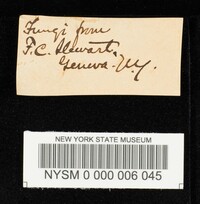 Fungi from
F. C. Stewart,
Geneva. N.Y.
NEW YORK STATE MUSEUM
NYSM 0 000 006 045